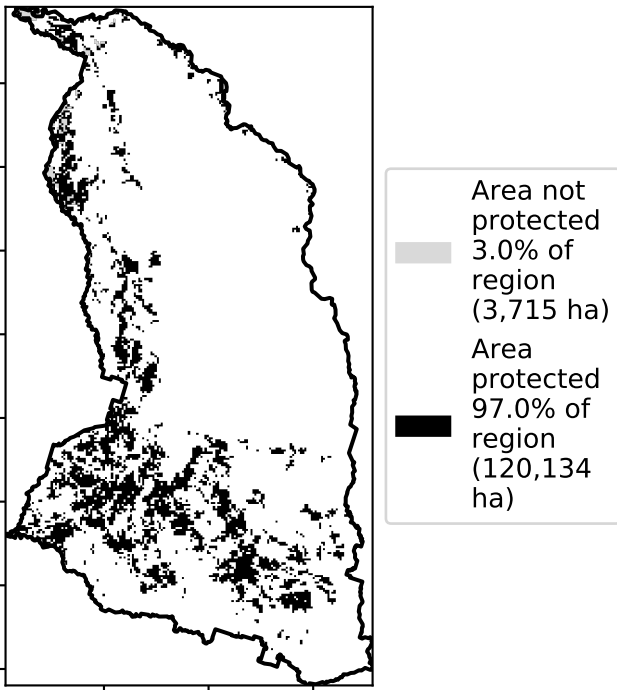 Area not
protected
3.0% of
region
(3,715 ha)
Area
protected
97.0% of
region
(120,134
ha)